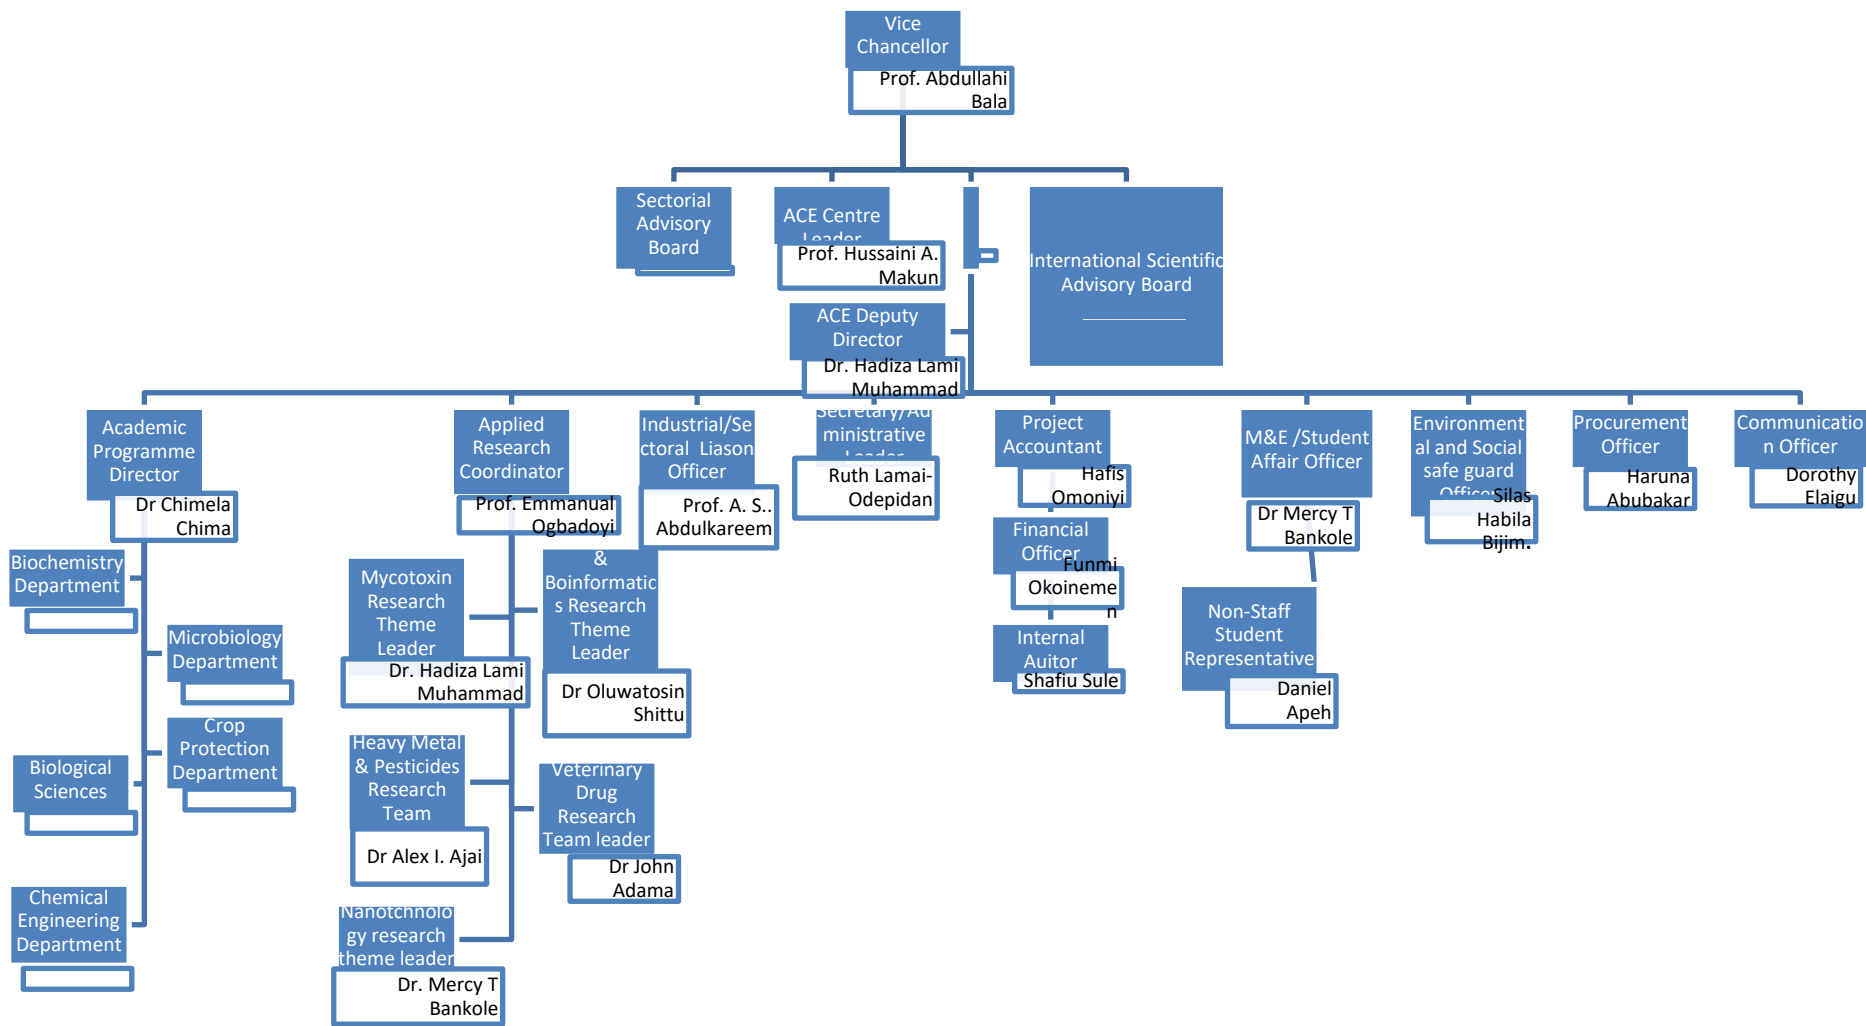 Vice
Chancellor
Prof. Abdullahi
Bala
Sectorial
Advisory
Board
ACE Centre
Leader
Prof. Hussaini A.
Makun
International Scientific
Advisory Board
ACE Deputy
Director
Dr. Hadiza Lami
Muhammad
Academic
Programme
Director
Dr Chimela
Chima
Applied
Research
Coordinator
Prof. Emmanual
Ogbadoyi
Industrial/Se
ctoral Liason
Officer
Prof. A. S..
Abdulkareem
Secretary/Ad
ministrative
Leader
Ruth Lamai-
Odepidan
Project
Accountant
Hafis
Omoniyi
M&E /Student
Affair Officer
Dr Mercy T
Bankole
Environment
al and Social
safe guard
Officer
Silas
Habila
Bijim.
Procurement
Officer
Haruna
Abubakar
Communicatio
n Officer
Dorothy
Elaigu
Biochemistry
Department
Microbiology
Department
Crop
Protection
Department
Biological
Sciences
Chemical
Engineering
Department
Mycotoxin
Research
Theme
Leader
Dr. Hadiza Lami
Muhammad
&
Boinformatic
s Research
Theme
Leader
Dr Oluwatosin
Shittu
Heavy Metal
& Pesticides
Research
Team
Dr Alex I. Ajai
Veterinary
Drug
Research
Team leader
Dr John
Adama
Nanotchnolo
gy research
theme leader
Dr. Mercy T
Bankole
Financial
Officer
Funmi
Okoineme
n
Internal
Auitor
Shafiu Sule
Non-Staff
Student
Representative
Daniel
Apeh